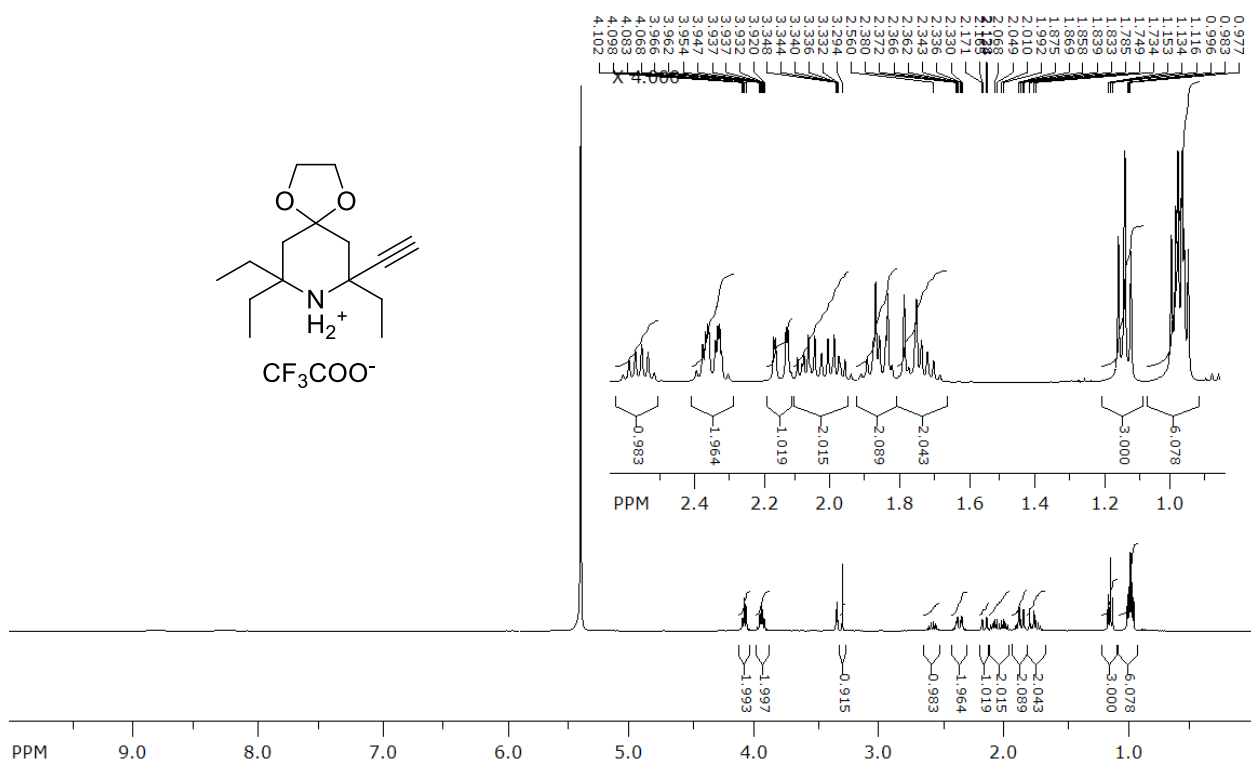 4.102 4.098 4.083 4.068 3.966 3.962 3.954 3.947 3.937 3.937 3.932 3.920 3.348 3.344 3.340 3.336 3.332 3.294 2.560 2.380 2.372 2.366 2.362 2.343 2.336 2.330 2.171 2.165 2.128 2.068 2.049 2.010 1.992 1.875 1.869 1.858 1.839 1.833 1.785 1.749 1.734 1.153 1.134 1.116 0.996 0.983 0.977
X 4.000
O O
N
H₂⁺
CF₃COO⁻
0.983 1.964 1.019 2.015 2.089 2.043 3.000 6.078
PPM 2.4 2.2 2.0 1.8 1.6 1.4 1.2 1.0
1.993 1.997 0.915 0.983 1.964 1.019 2.015 2.089 2.043 3.000 6.078
PPM 9.0 8.0 7.0 6.0 5.0 4.0 3.0 2.0 1.0